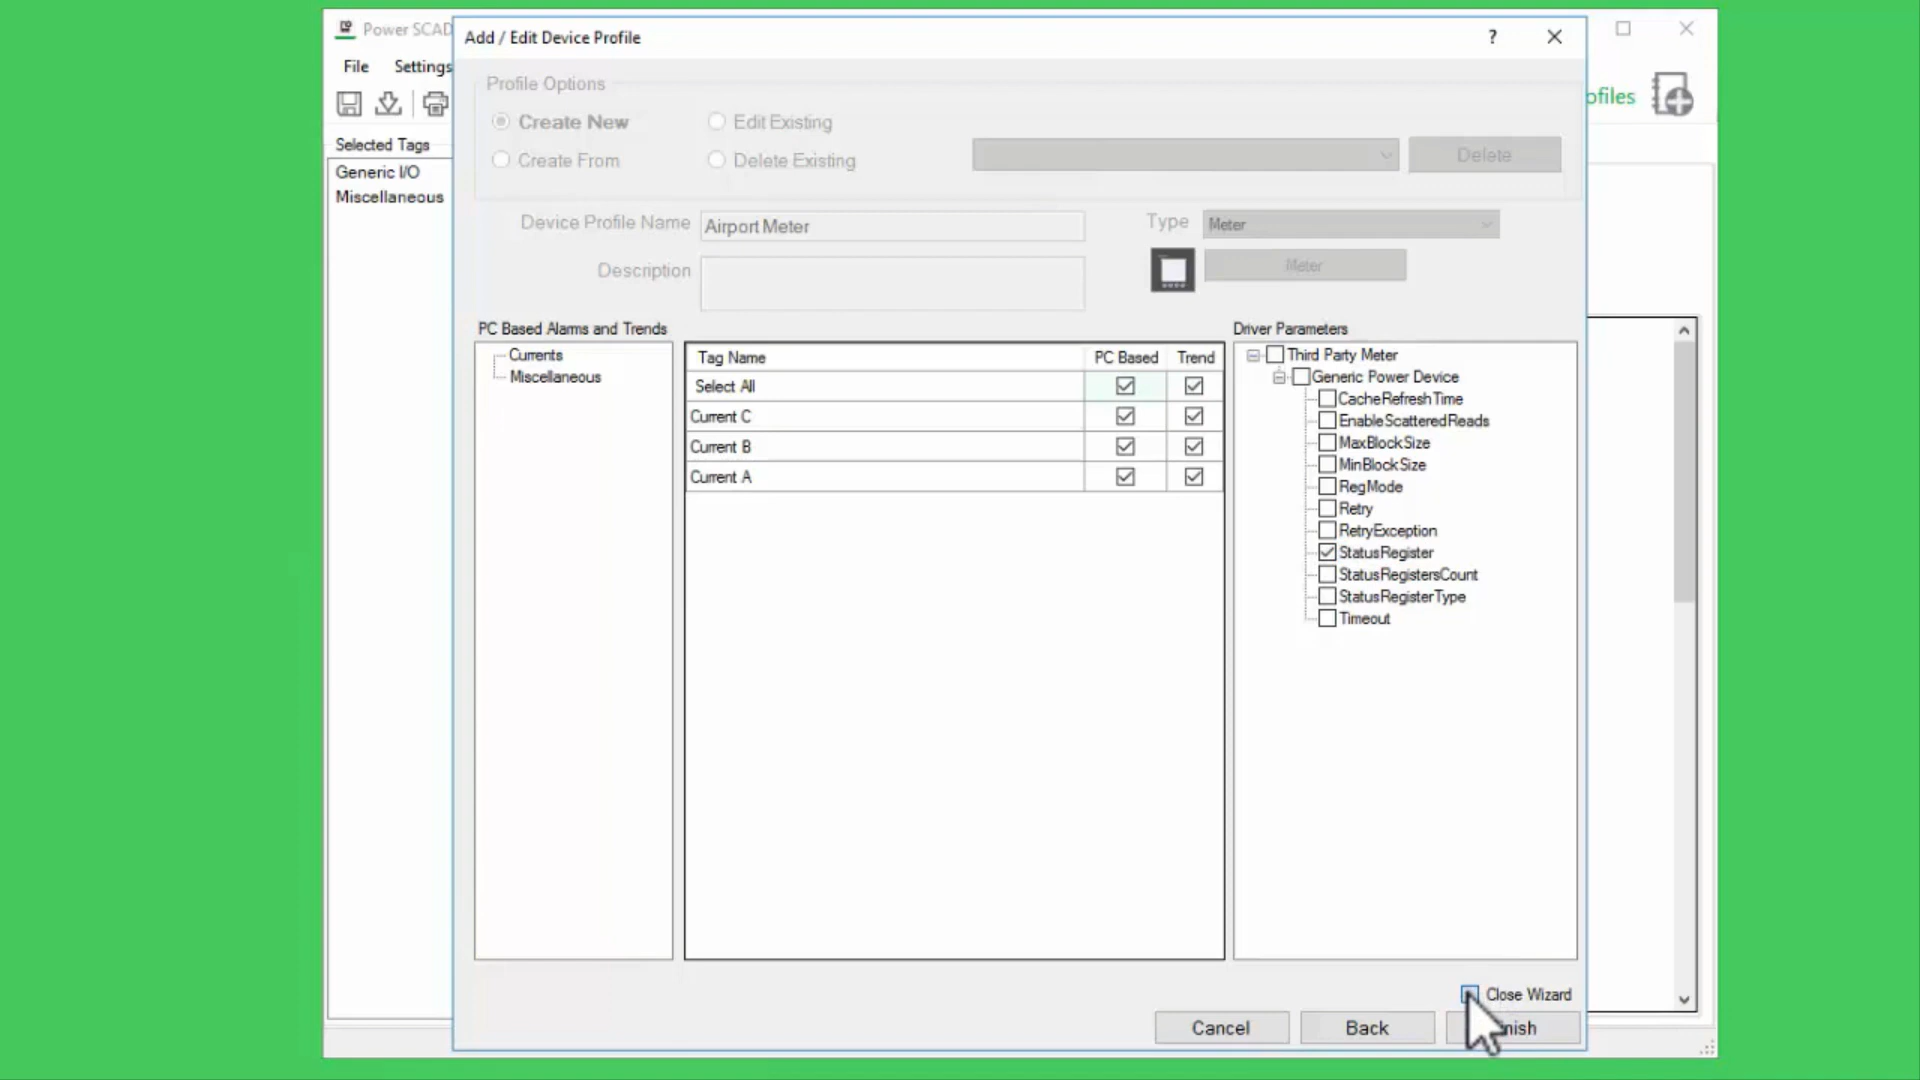 Power SCAD
Add / Edit Device Profile
?
File
Settings
ofiles
Profile Options
Create New
Edit Existing
Create From
Delete Existing
Delete
Selected Tags
Generic I/O
Miscellaneous
Device Profile Name
Airport Meter
Type
Meter
Description
Meter
PC Based Alarms and Trends
Currents
Miscellaneous
Tag Name
PC Based
Trend
Select All
Current C
Current B
Current A
Driver Parameters
Third Party Meter
Generic Power Device
CacheRefreshTime
EnableScatteredReads
MaxBlockSize
MinBlockSize
RegMode
Retry
RetryException
StatusRegister
StatusRegistersCount
StatusRegisterType
Timeout
Close Wizard
Cancel
Back
nish